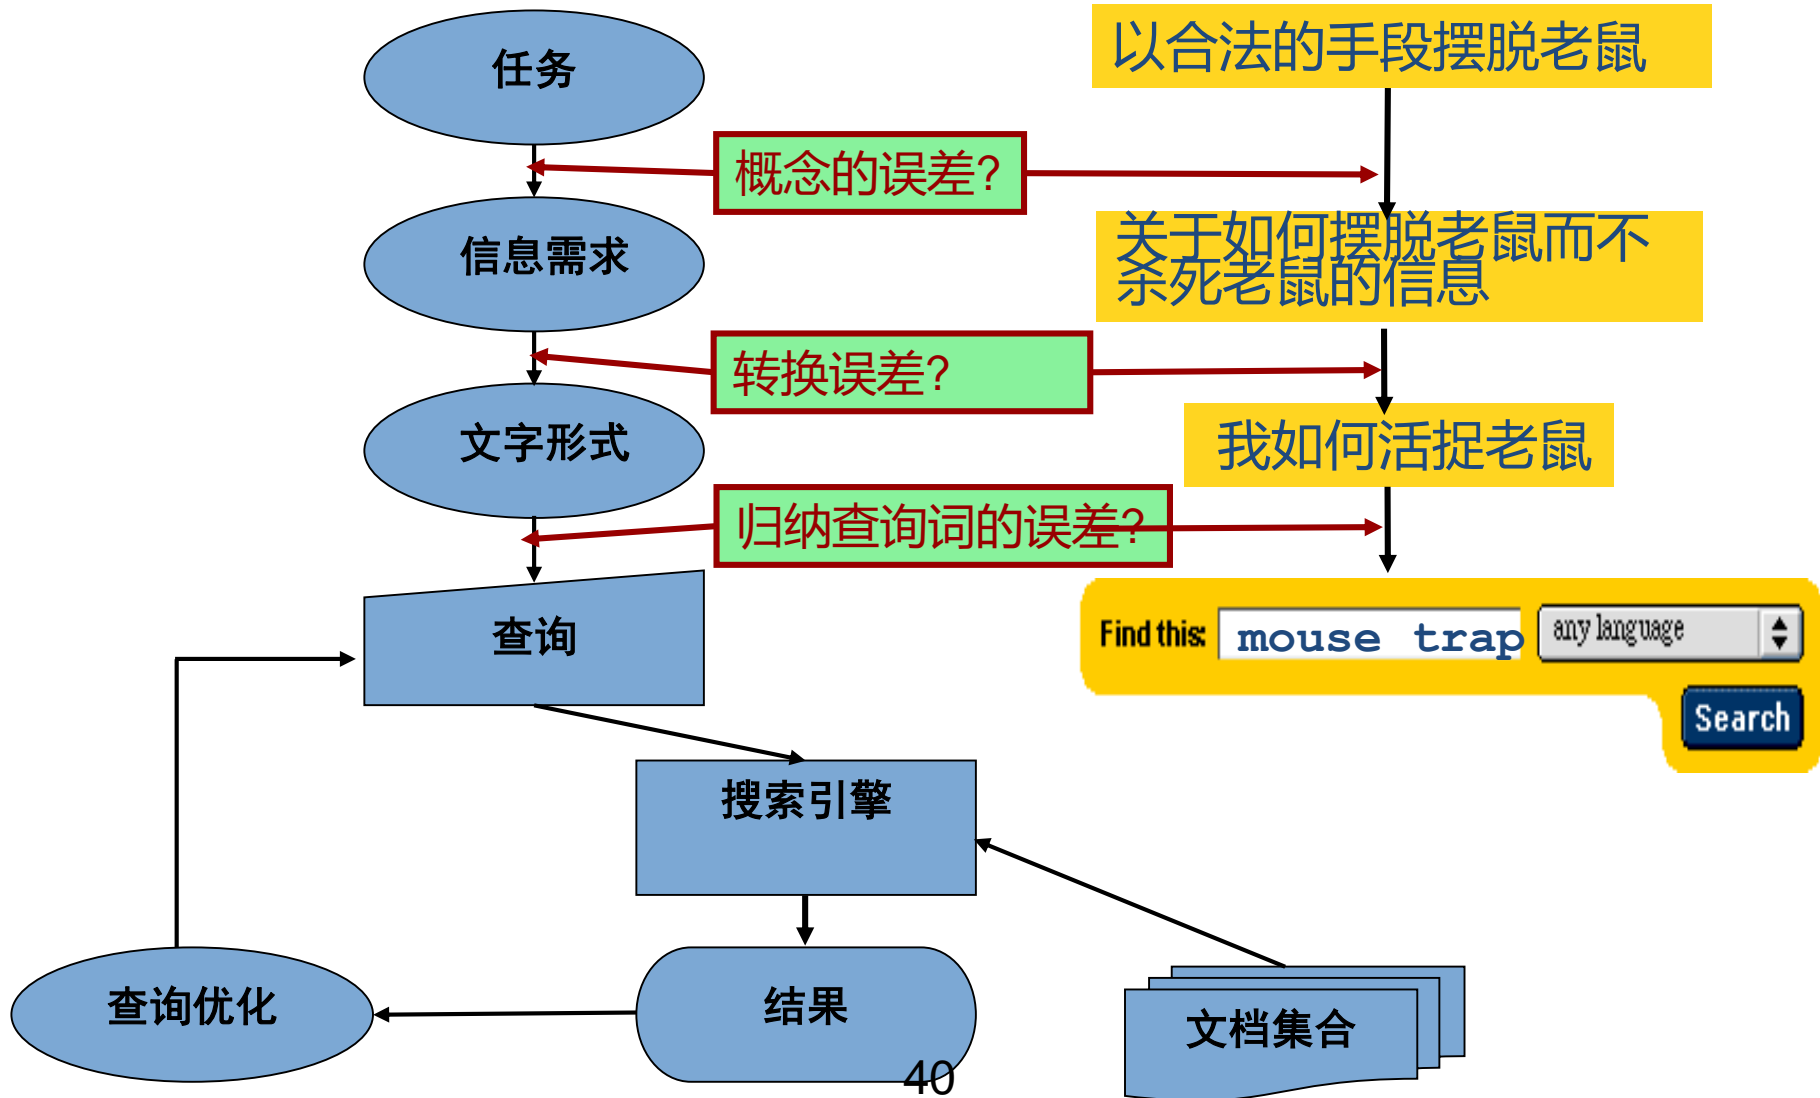 任务
以合法的手段摆脱老鼠
概念的误差?
信息需求
关于如何摆脱老鼠而不
杀死老鼠的信息
转换误差?
文字形式
我如何活捉老鼠
归纳查询词的误差?
查询
Find this: mouse trap any language
Search
搜索引擎
查询优化
结果
文档集合
40